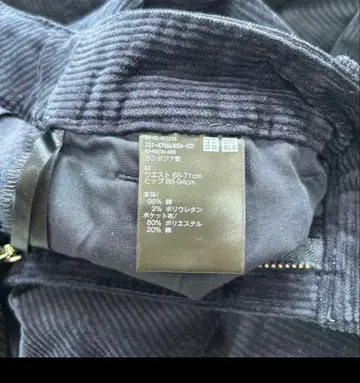 カンボジア製
M
ウエスト 66-71cm
ヒップ 88-94cm
本体/
98% 綿
2% ポリウレタン
ポケット布/
80% ポリエステル
20% 綿